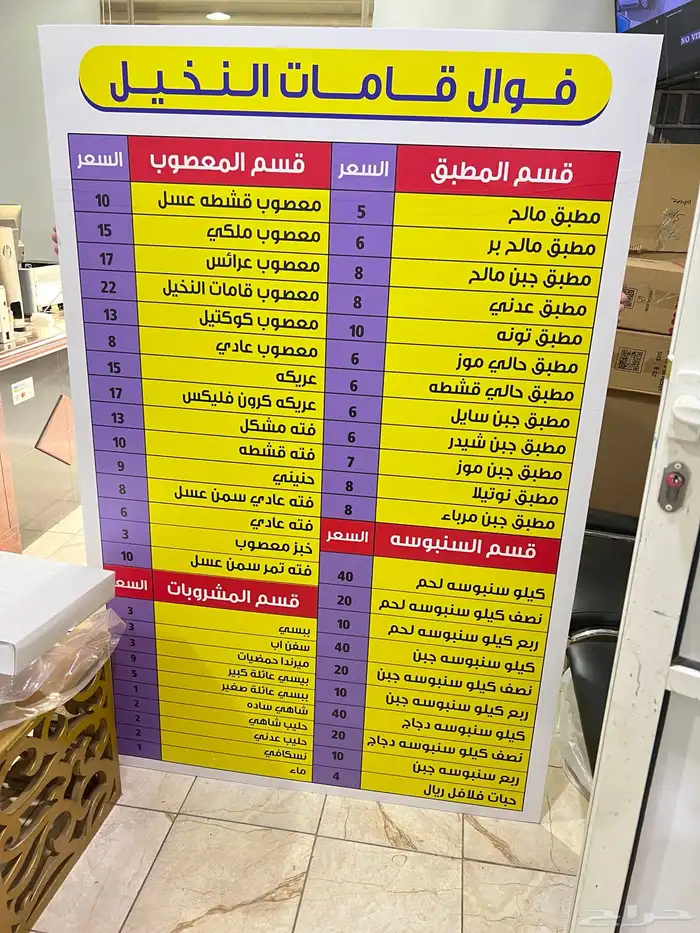 فوال قامات النخيل
قسم المطبق السعر
مطبق مالح 5
مطبق مالح بر 6
مطبق جبن مالح 8
مطبق عدني 8
مطبق تونه 10
مطبق حالي موز 6
مطبق حالي قشطه 6
مطبق جبن سايل 6
مطبق جبن شيدر 6
مطبق جبن موز 7
مطبق نوتيلا 8
مطبق جبن مرباء 8
قسم السنبوسه السعر
كيلو سنبوسه لحم 40
نصف كيلو سنبوسه لحم 20
ربع كيلو سنبوسه لحم 10
كيلو سنبوسه جبن 40
نصف كيلو سنبوسه جبن 20
ربع كيلو سنبوسه جبن 10
كيلو سنبوسه دجاج 40
نصف كيلو سنبوسه دجاج 20
ربع سنبوسه جبن 10
حبات فلافل ريال 4
قسم المعصوب السعر
معصوب قشطه عسل 10
معصوب ملكي 15
معصوب عرائس 17
معصوب قامات النخيل 22
معصوب كوكتيل 13
معصوب عادي 8
عريكه 15
عريكه كرون فليكس 17
فته مشكل 13
فته قشطه 10
حنيني 9
فته عادي سمن عسل 8
فته عادي 6
خبز معصوب 3
فته تمر سمن عسل 10
قسم المشروبات السع
ببسي 3
سفن اب 3
ميرندا حمضيات 3
بيبسي عائلة كبير 9
ببسي عائلة صغير 5
شاهي ساده 1
حليب شاهي 2
حليب عدني 2
نسكافي 2
ماء 1
NO VI
حراج